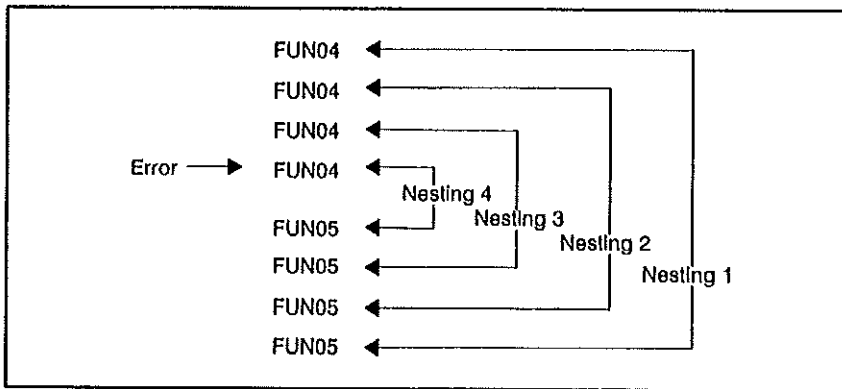 FUN04
FUN04
FUN04
Error FUN04
Nesting 4
Nesting 3
FUN05
Nesting 2
FUN05
Nesting 1
FUN05
FUN05